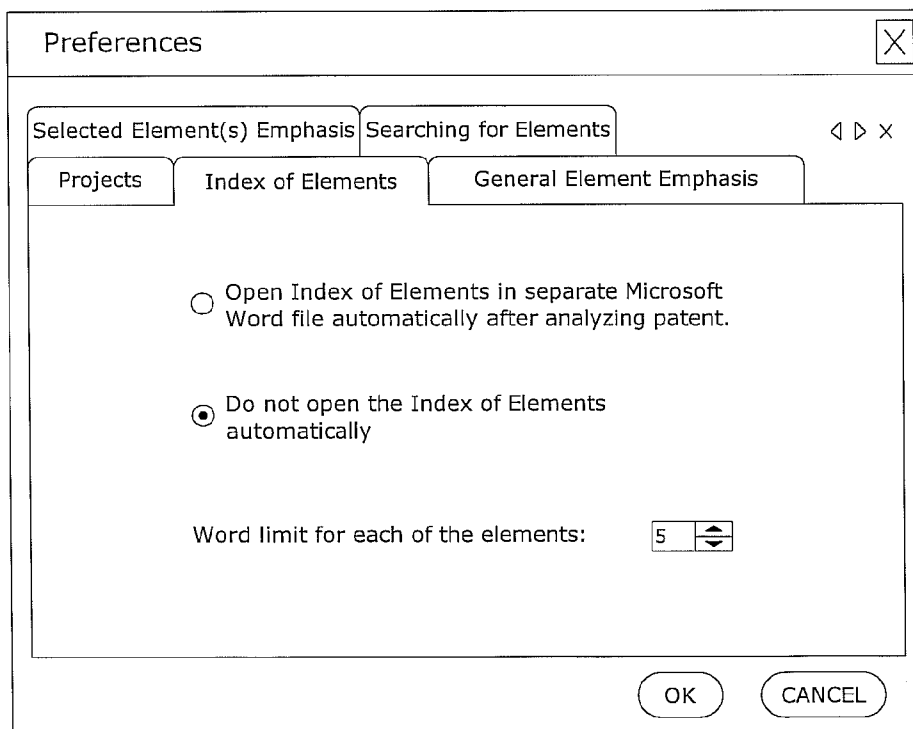 Preferences
Selected Element(s) Emphasis Searching for Elements
Projects Index of Elements General Element Emphasis
Open Index of Elements in separate Microsoft
Word file automatically after analyzing patent.
Do not open the Index of Elements
automatically
Word limit for each of the elements: 5
OK CANCEL